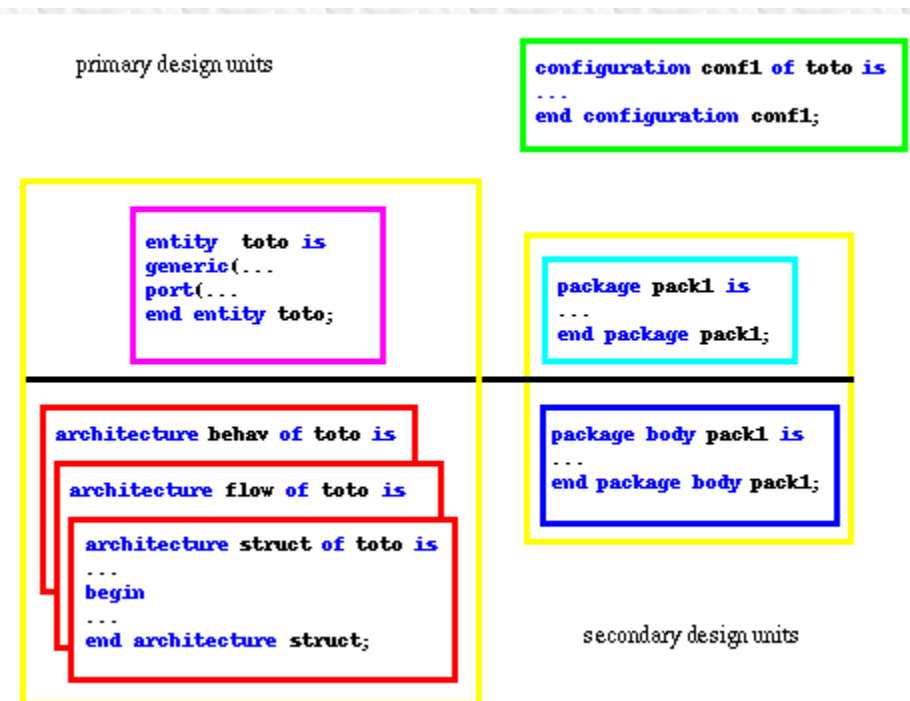 primary design units
configuration conf1 of toto is
...
end configuration conf1;
entity toto is
generic(...
port(...
end entity toto;
package pack1 is
...
end package pack1;
architecture behav of toto is
architecture flow of toto is
architecture struct of toto is
...
begin
...
end architecture struct;
package body pack1 is
...
end package body pack1;
secondary design units